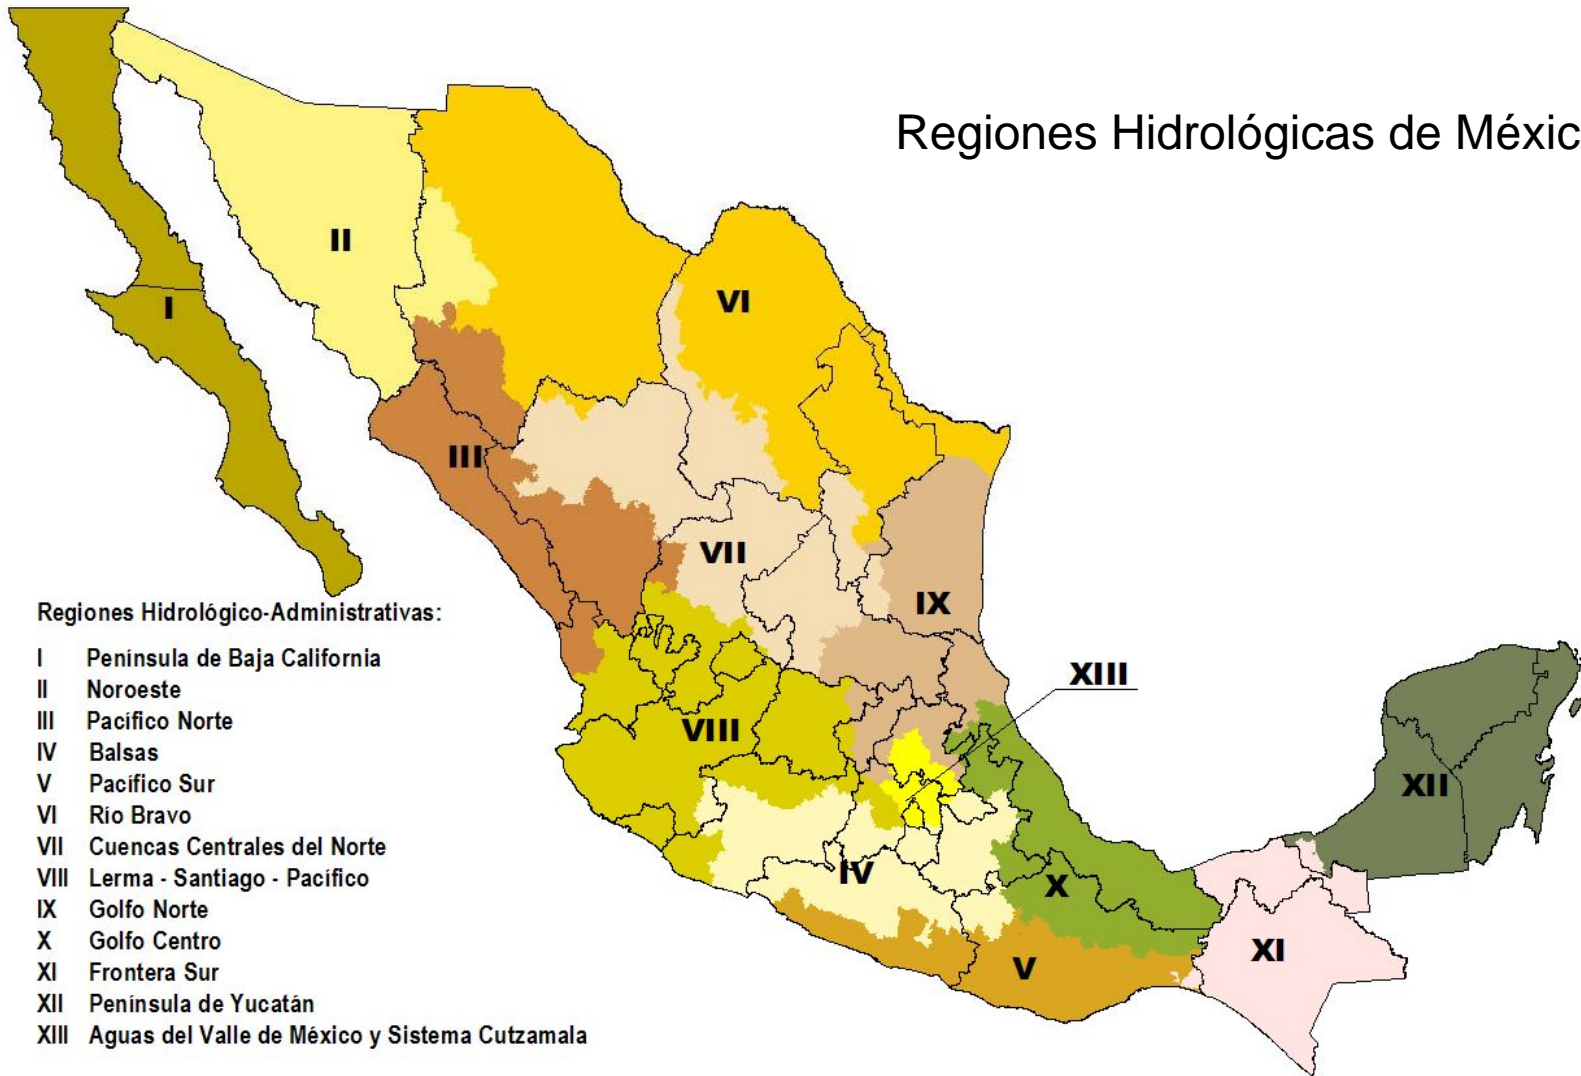 Regiones Hidrológicas de Méxic
II
I
VI
III
VII
IX
XIII
VIII
XII
IV
X
XI
V
Regiones Hidrológico-Administrativas:
I Península de Baja California
II Noroeste
III Pacífico Norte
IV Balsas
V Pacífico Sur
VI Río Bravo
VII Cuencas Centrales del Norte
VIII Lerma - Santiago - Pacífico
IX Golfo Norte
X Golfo Centro
XI Frontera Sur
XII Península de Yucatán
XIII Aguas del Valle de México y Sistema Cutzamala